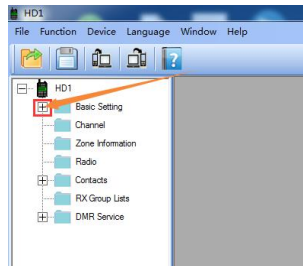 HD1
File Function Device Language Window Help
HD1
Basic Setting
Channel
Zone Information
Radio
Contacts
RX Group Lists
DMR Service